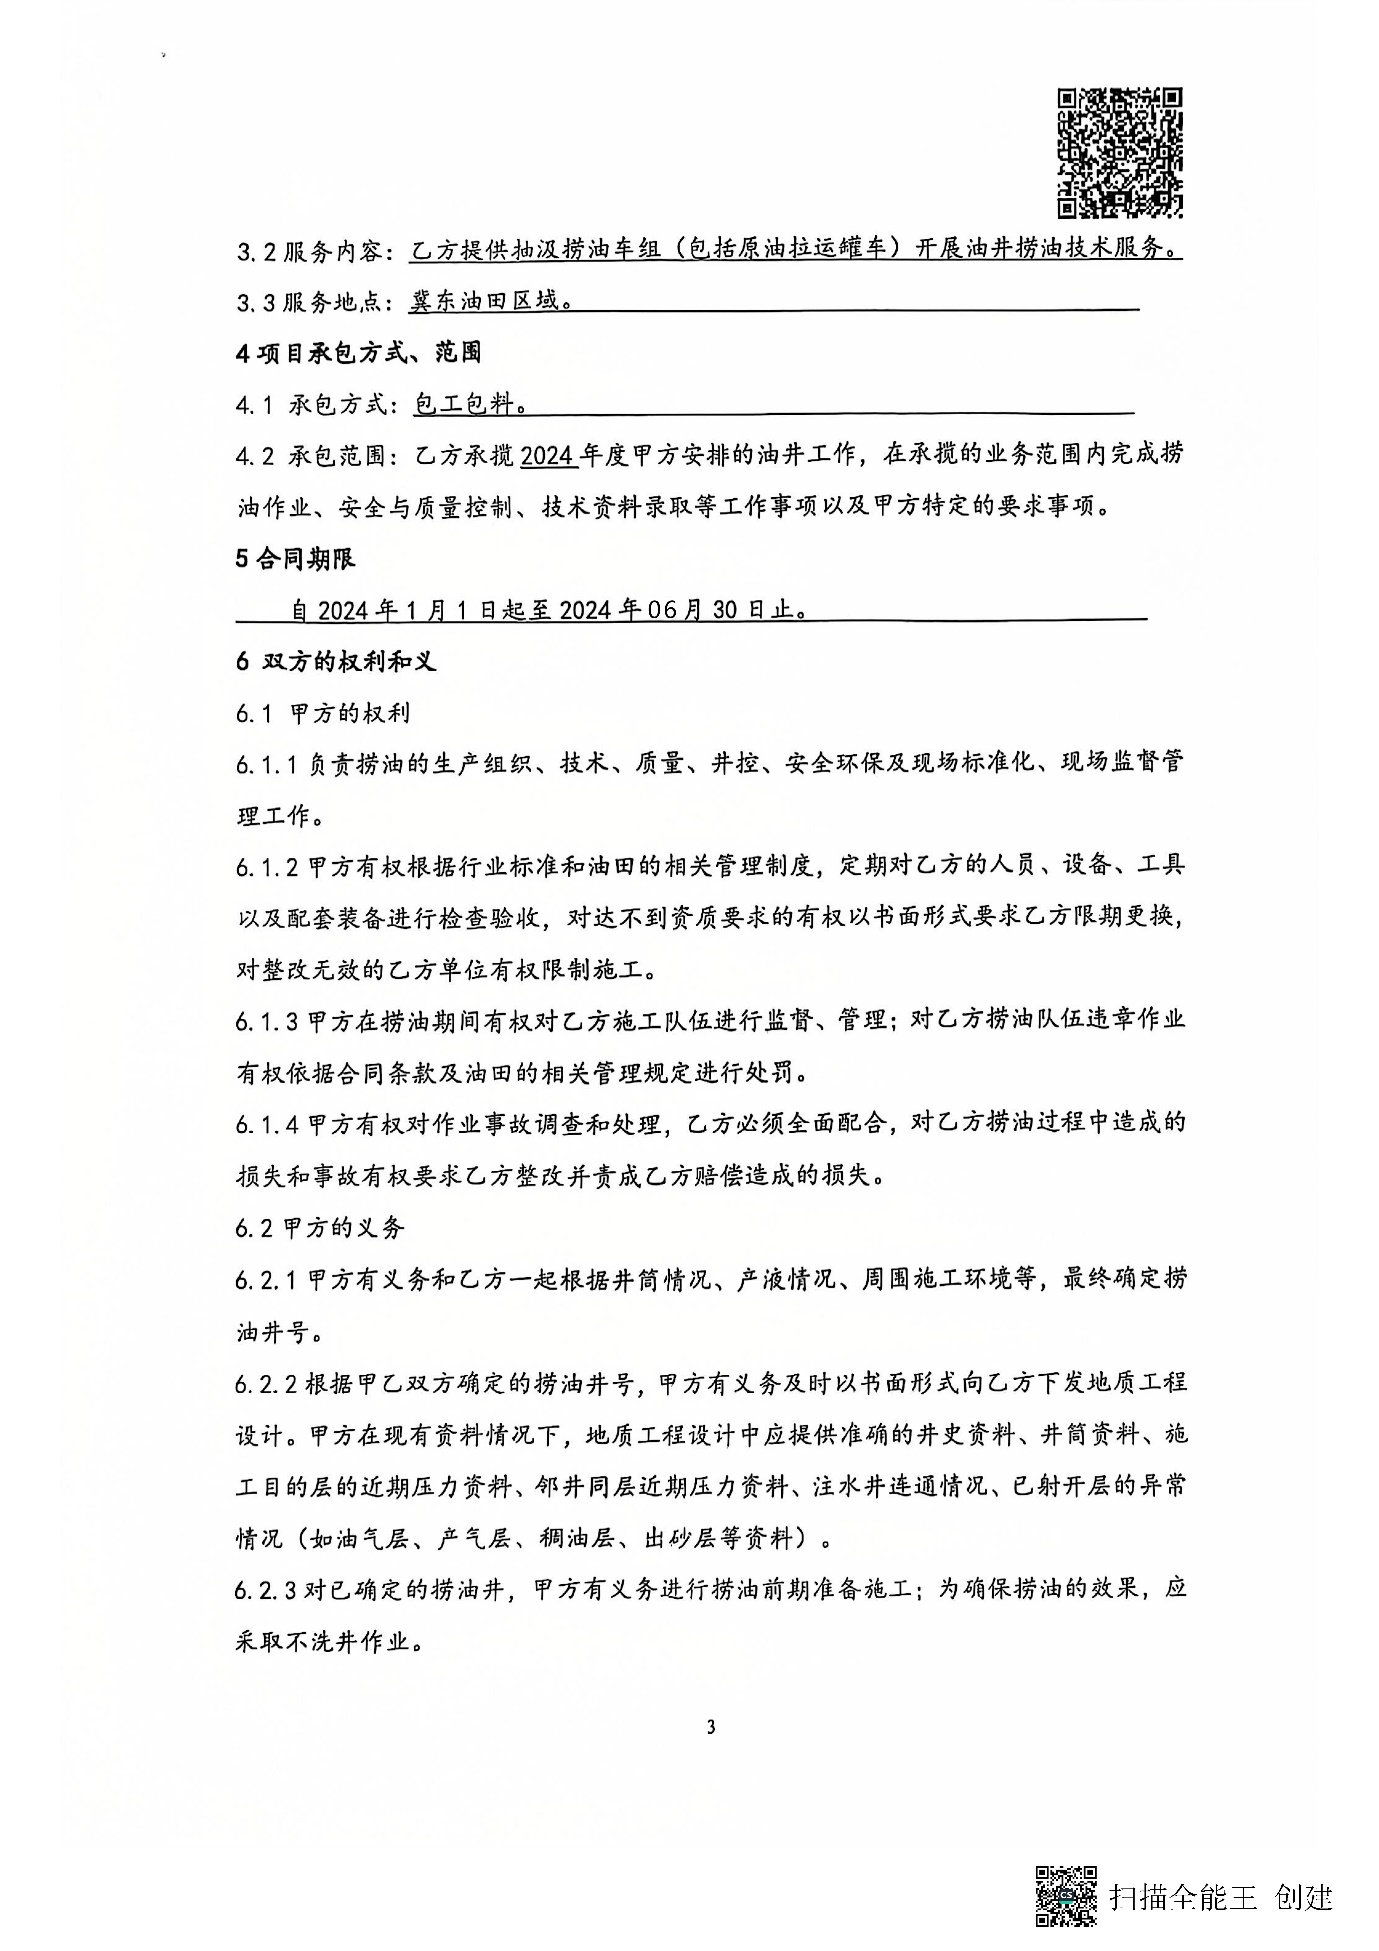 3.2服务内容：乙方提供抽汲捞油车组（包括原油拉运罐车）开展油井捞油技术服务。
3.3服务地点：冀东油田区域。
4项目承包方式、范围
4.1 承包方式：包工包料。
4.2 承包范围：乙方承揽2024年度甲方安排的油井工作，在承揽的业务范围内完成捞
油作业、安全与质量控制、技术资料录取等工作事项以及甲方特定的要求事项。
5合同期限
自2024年1月1日起至2024年06月30日止。
6 双方的权利和义
6.1 甲方的权利
6.1.1负责捞油的生产组织、技术、质量、井控、安全环保及现场标准化、现场监督管
理工作。
6.1.2甲方有权根据行业标准和油田的相关管理制度，定期对乙方的人员、设备、工具
以及配套装备进行检查验收，对达不到资质要求的有权以书面形式要求乙方限期更换，
对整改无效的乙方单位有权限制施工。
6.1.3甲方在捞油期间有权对乙方施工队伍进行监督、管理；对乙方捞油队伍违章作业
有权依据合同条款及油田的相关管理规定进行处罚。
6.1.4甲方有权对作业事故调查和处理，乙方必须全面配合，对乙方捞油过程中造成的
损失和事故有权要求乙方整改并责成乙方赔偿造成的损失。
6.2甲方的义务
6.2.1甲方有义务和乙方一起根据井筒情况、产液情况、周围施工环境等，最终确定捞
油井号。
6.2.2根据甲乙双方确定的捞油井号，甲方有义务及时以书面形式向乙方下发地质工程
设计。甲方在现有资料情况下，地质工程设计中应提供准确的井史资料、井筒资料、施
工目的层的近期压力资料、邻井同层近期压力资料、注水井连通情况、已射开层的异常
情况（如油气层、产气层、稠油层、出砂层等资料）。
6.2.3对已确定的捞油井，甲方有义务进行捞油前期准备施工；为确保捞油的效果，应
采取不洗井作业。
3
扫描全能王 创建